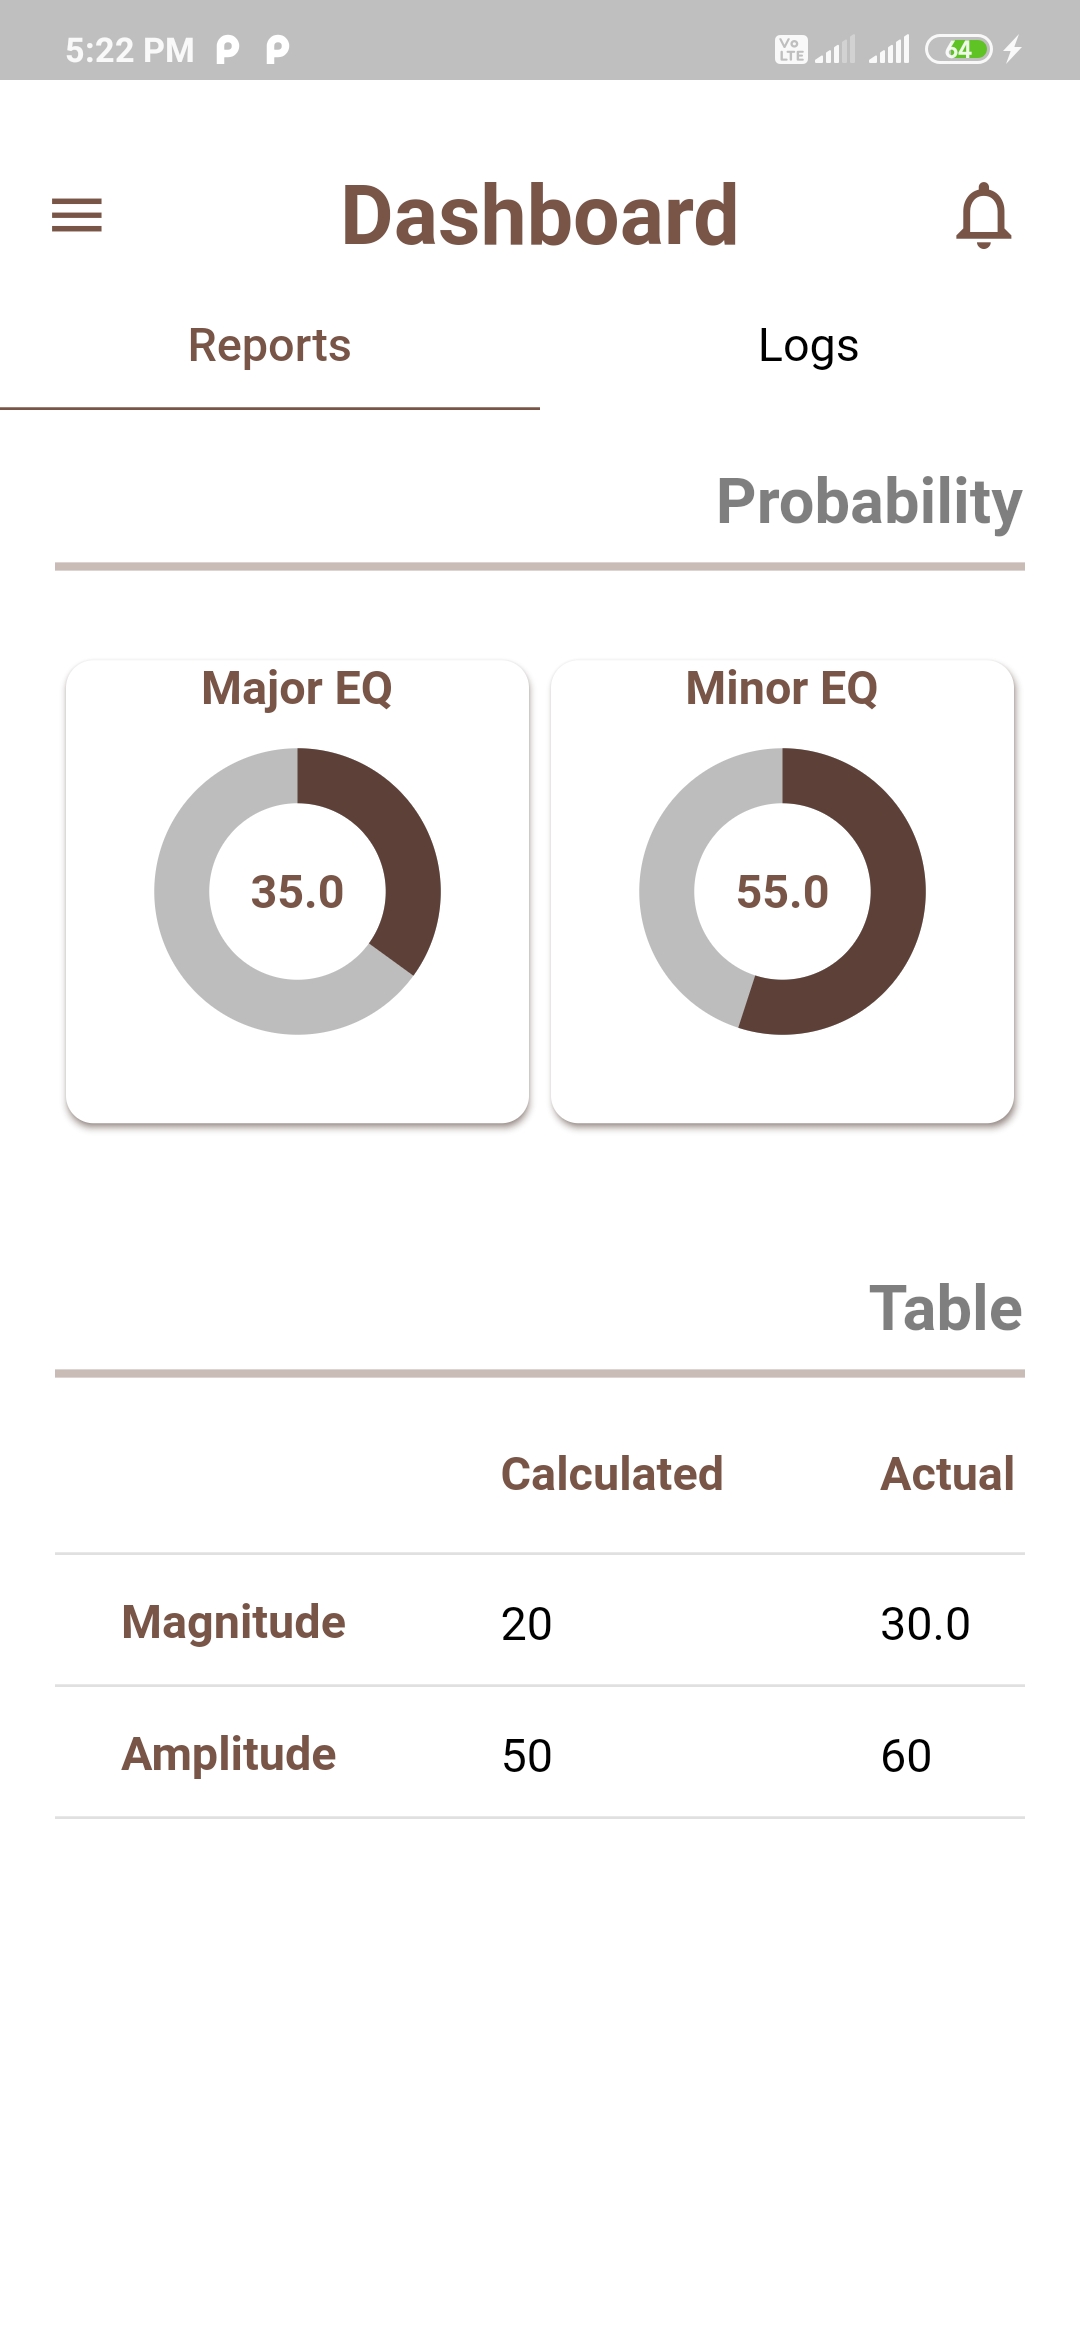 5:22 PM Vo LTE 64
Dashboard
Reports Logs
Probability
Major EQ Minor EQ
35.0 55.0
Table
Calculated Actual
Magnitude 20 30.0
Amplitude 50 60